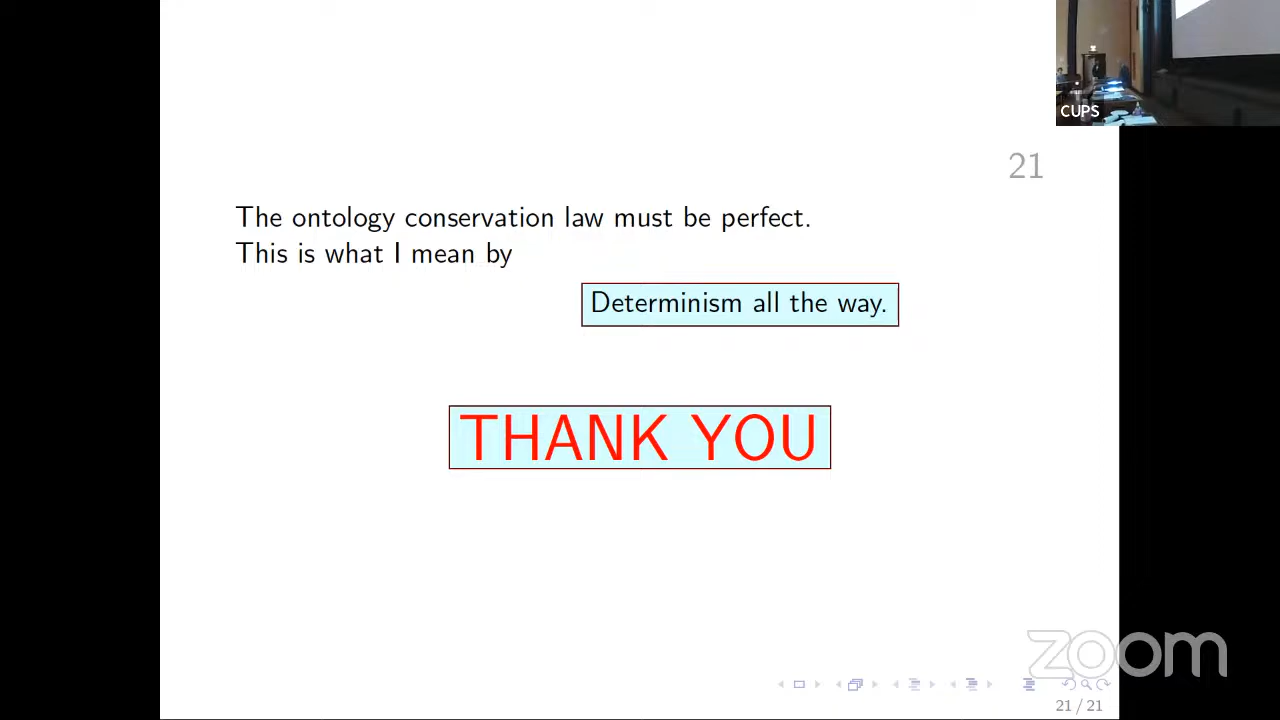 CUPS
21
The ontology conservation law must be perfect.
This is what I mean by
Determinism all the way.
THANK YOU
zoom
21 / 21